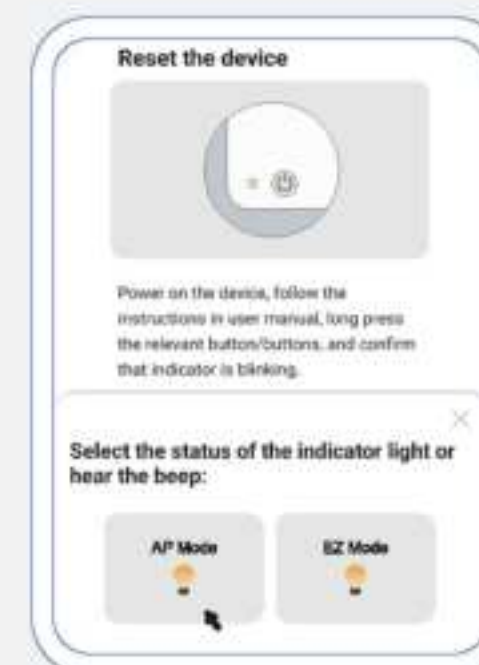 Reset the device
Power on the device, follow the
instructions in user manual, long press
the relevant button/buttons, and confirm
that indicator is blinking.
Select the status of the indicator light or
hear the beep:
AP Mode
EZ Mode